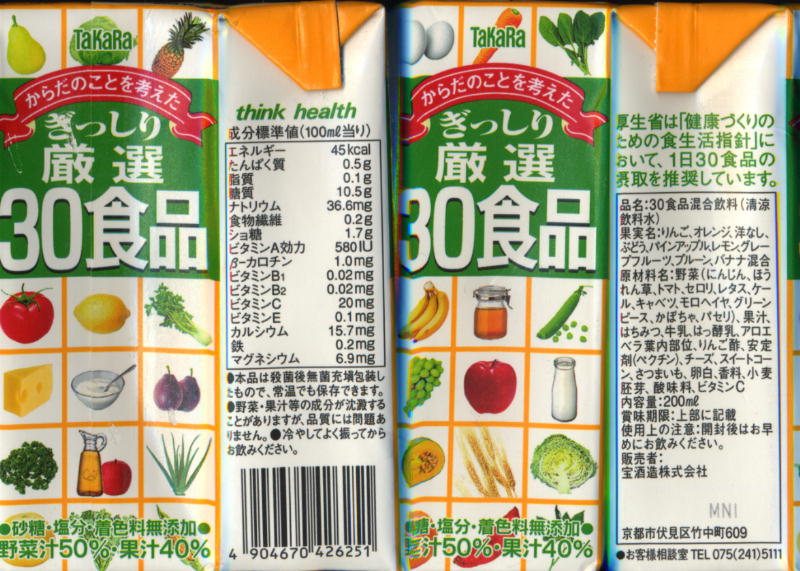 TaKaRa
からだのことを考えた
ぎっしり
厳選
30食品
●砂糖・塩分・着色料無添加●
野菜汁50%・果汁40%
think health
成分標準値(100mℓ当り)
エネルギー 45kcal
たんぱく質 0.5g
脂質 0.1g
糖質 10.5g
ナトリウム 36.6mg
食物繊維 0.2g
ショ糖 1.7g
ビタミンA効力 580IU
β-カロチン 1.0mg
ビタミンB1 0.02mg
ビタミンB2 0.02mg
ビタミンC 20mg
ビタミンE 0.1mg
カルシウム 15.7mg
鉄 0.2mg
マグネシウム 6.9mg
●本品は殺菌後無菌充塡包装し
たもので、常温でも保存できます。
●野菜・果汁等の成分が沈澱する
ことがありますが、品質には問題あ
りません。●冷やしてよく振ってから
お飲みください。
4 904670 426251
TaKaRa
からだのことを考えた
ぎっしり
厳選
30食品
糖・塩分・着色料無添加●
汁50%・果汁40%
厚生省は「健康づくりの
ための食生活指針」に
おいて、1日30食品の
摂取を推奨しています。
品名:30食品混合飲料(清涼
飲料水)
果実名:りんご、オレンジ、洋なし、
ぶどう、パインアップル、レモン、グレー
プフルーツ、プルーン、バナナ混合
原材料名:野菜(にんじん、ほう
れん草、トマト、セロリ、レタス、ケー
ル、キャベツ、モロヘイヤ、グリーン
ピース、かぼちゃ、パセリ)、果汁、
はちみつ、牛乳、はっ酵乳、アロエ
ベラ葉内部位、りんご酢、安定
剤(ペクチン)、チーズ、スイートコー
ン、さつまいも、卵白、香料、小麦
胚芽、酸味料、ビタミンC
内容量:200mℓ
賞味期限:上部に記載
使用上の注意:開封後はお早
めにお飲みください。
販売者:
宝酒造株式会社
MNI
京都市伏見区竹中町609
●お客様相談室 TEL 075(241)5111